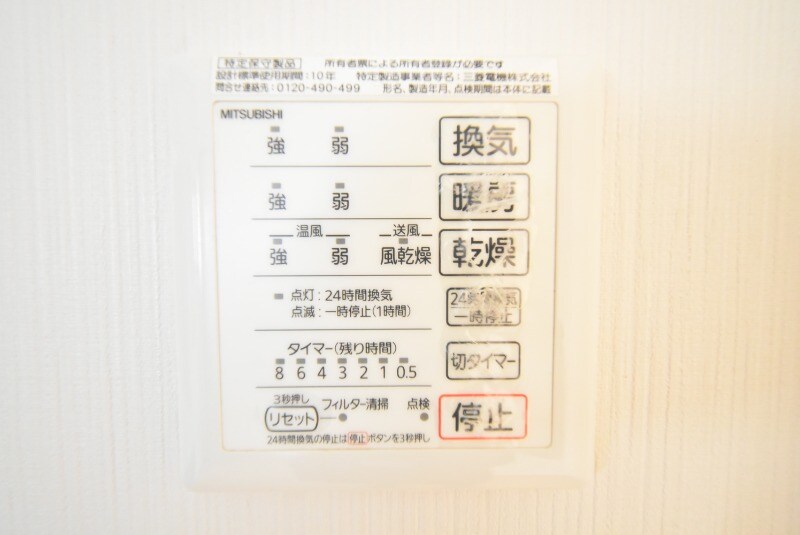 特定保守製品 所有者票による所有者登録が必要です
設計標準使用期間:10年 特定製造事業者等名:三菱電機株式会社
問合せ連絡先:0120-490-499 形名、製造年月、点検期間は本体に記載
MITSUBISHI
強 弱 換気
強 弱 暖房
温風 送風
強 弱 風乾燥 乾燥
点灯:24時間換気
点滅:一時停止(1時間)
24時間換気
一時停止
タイマー(残り時間)
8 6 4 3 2 1 0.5
切タイマー
3秒押し
リセット フィルター清掃 点検 停止
24時間換気の停止は停止ボタンを3秒押し